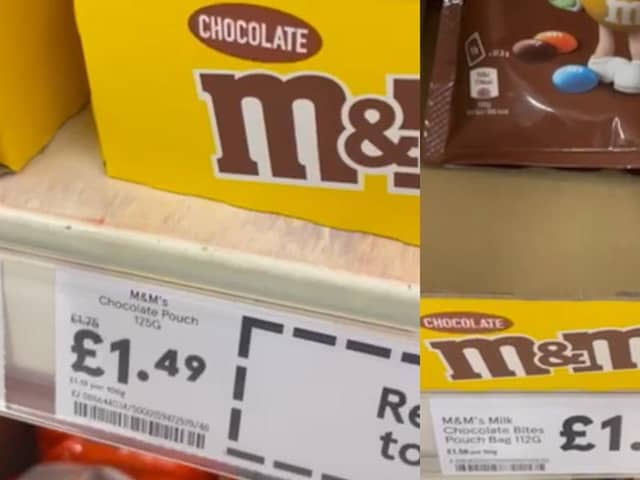 CHOCOLATE
m&
M&M's
Chocolate Pouch
125G
£1.75
£1.49
Re
to
CHOCOLATE
m&m
M&M's Milk
Chocolate Bites
Pouch Bag 112G
£1.